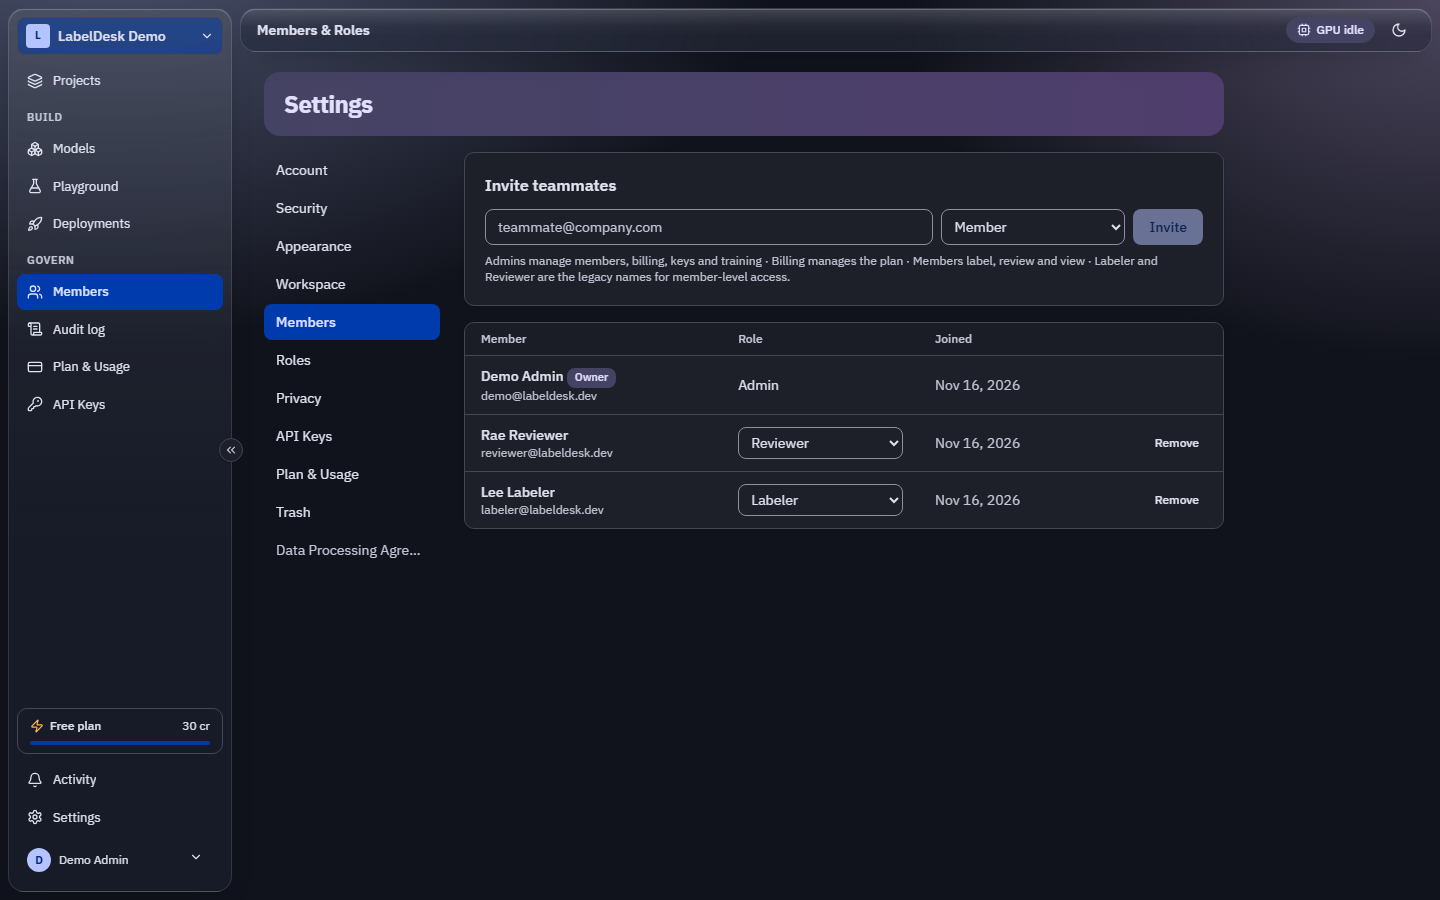 L LabelDesk Demo
Projects
BUILD
Models
Playground
Deployments
GOVERN
Members
Audit log
Plan & Usage
API Keys
Free plan 30 cr
Activity
Settings
D Demo Admin
Members & Roles
GPU idle
Settings
Account
Security
Appearance
Workspace
Members
Roles
Privacy
API Keys
Plan & Usage
Trash
Data Processing Agre...
Invite teammates
teammate@company.com Member Invite
Admins manage members, billing, keys and training · Billing manages the plan · Members label, review and view · Labeler and
Reviewer are the legacy names for member-level access.
Member Role Joined
Demo Admin Owner
demo@labeldesk.dev
Admin Nov 16, 2026
Rae Reviewer
reviewer@labeldesk.dev
Reviewer Nov 16, 2026 Remove
Lee Labeler
labeler@labeldesk.dev
Labeler Nov 16, 2026 Remove